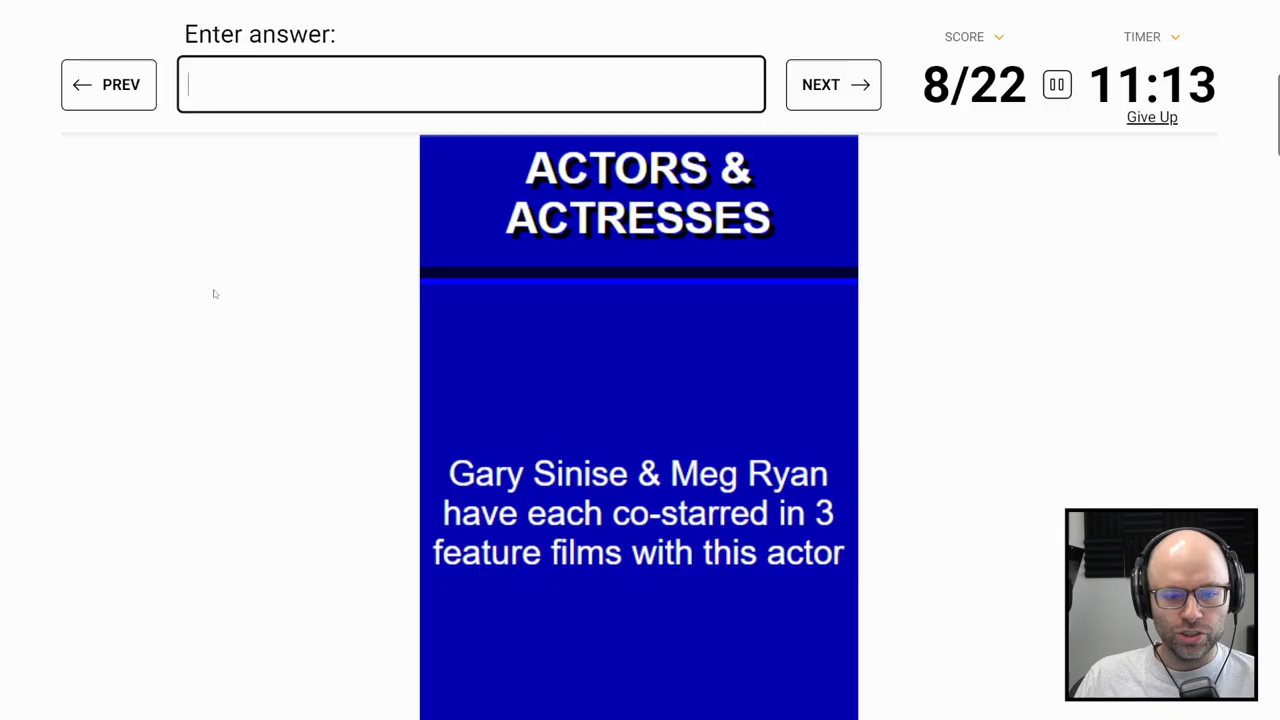 Enter answer:
PREV
NEXT
SCORE
8/22
TIMER
11:13
Give Up
ACTORS &
ACTRESSES
Gary Sinise & Meg Ryan
have each co-starred in 3
feature films with this actor